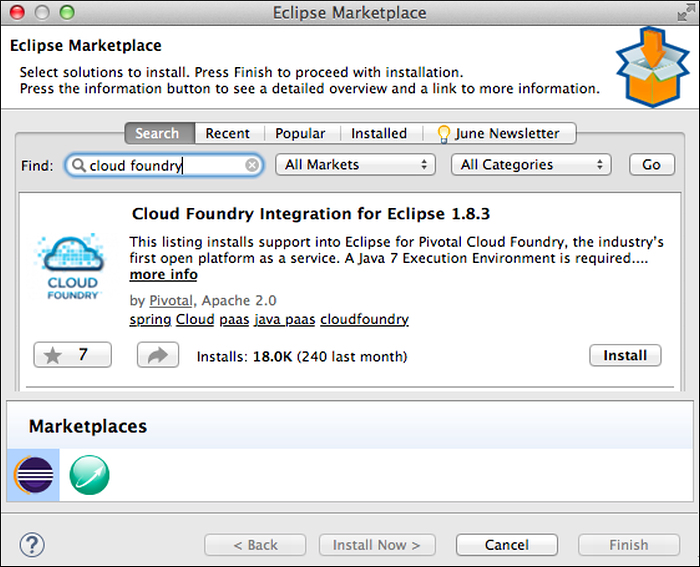 Eclipse Marketplace
Eclipse Marketplace
Select solutions to install. Press Finish to proceed with installation.
Press the information button to see a detailed overview and a link to more information.
Search Recent Popular Installed June Newsletter
Find: cloud foundry All Markets All Categories Go
Cloud Foundry Integration for Eclipse 1.8.3
This listing installs support into Eclipse for Pivotal Cloud Foundry, the industry's
first open platform as a service. A Java 7 Execution Environment is required....
more info
CLOUD
FOUNDRY
by Pivotal, Apache 2.0
spring Cloud paas java paas cloudfoundry
7 Installs: 18.0K (240 last month) Install
Marketplaces
? < Back Install Now > Cancel Finish